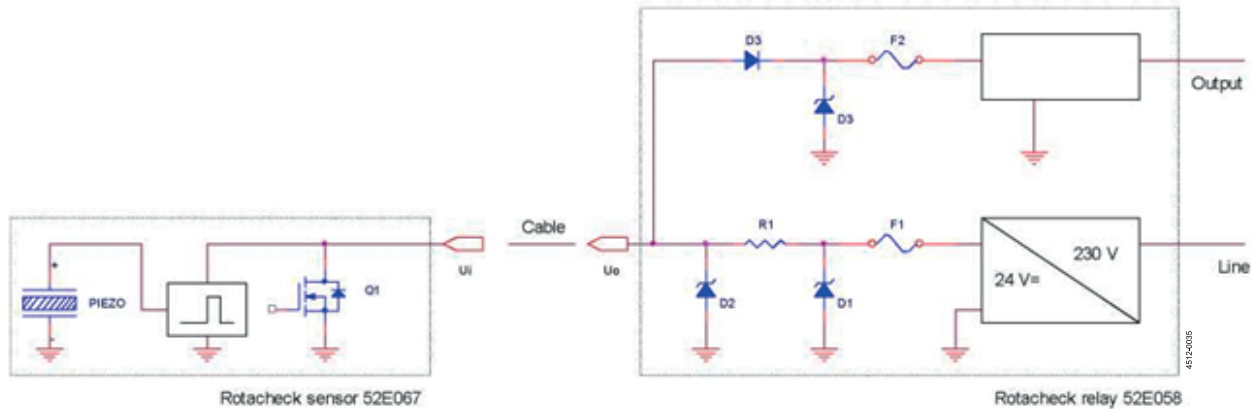 D3
F2
Output
D3
Cable
R1
F1
230 V
Ui
Uo
24 V=
Line
+
PIEZO
Q1
D2
D1
-
4512-0035
Rotacheck sensor 52E067
Rotacheck relay 52E058